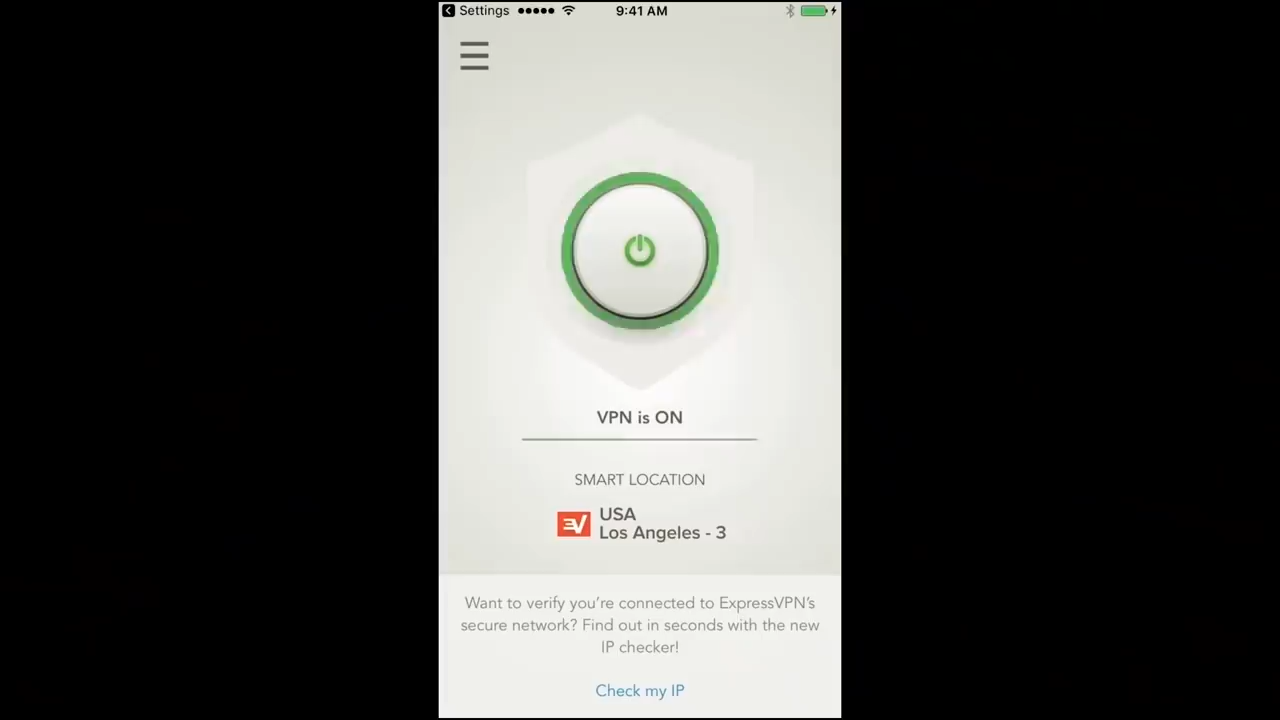 Settings 9:41 AM
VPN is ON
SMART LOCATION
USA
Los Angeles - 3
Want to verify you’re connected to ExpressVPN’s
secure network? Find out in seconds with the new
IP checker!
Check my IP